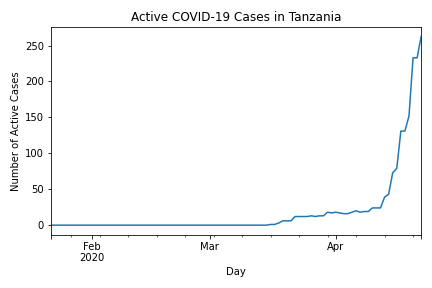 Active COVID-19 Cases in Tanzania
Number of Active Cases
250
200
150
100
50
0
Feb
2020
Mar
Apr
Day